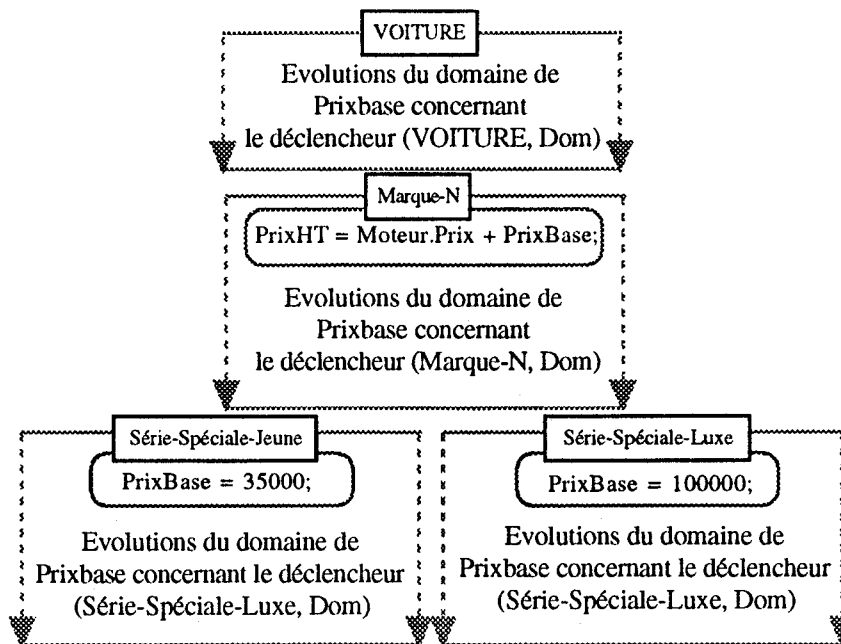 VOITURE
Evolutions du domaine de
Prixbase concernant
le déclencheur (VOITURE, Dom)
Marque-N
PrixHT = Moteur.Prix + PrixBase;
Evolutions du domaine de
Prixbase concernant
le déclencheur (Marque-N, Dom)
Série-Spéciale-Jeune
PrixBase = 35000;
Evolutions du domaine de
Prixbase concernant le déclencheur
(Série-Spéciale-Luxe, Dom)
Série-Spéciale-Luxe
PrixBase = 100000;
Evolutions du domaine de
Prixbase concernant le déclencheur
(Série-Spéciale-Luxe, Dom)